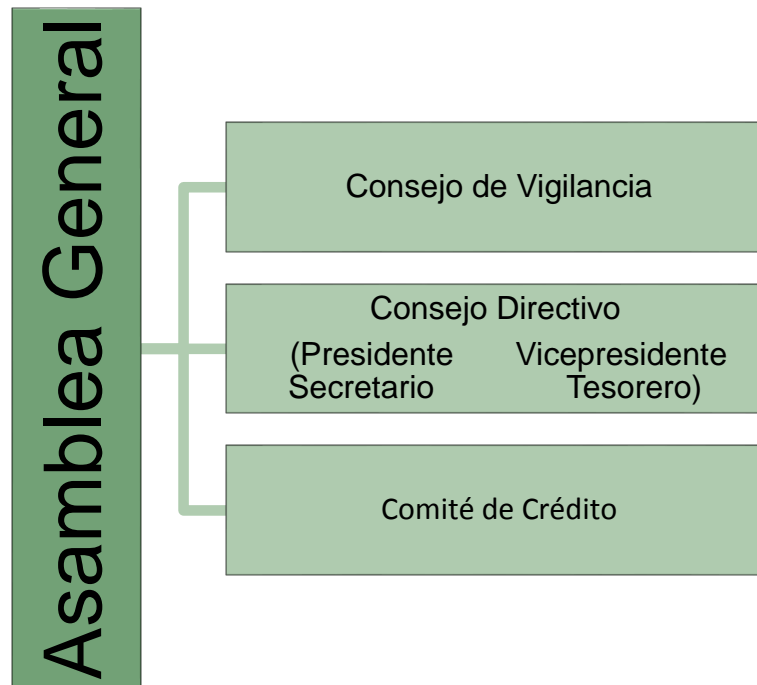 Asamblea General
Consejo de Vigilancia
Consejo Directivo
(Presidente Vicepresidente
Secretario Tesorero)
Comité de Crédito